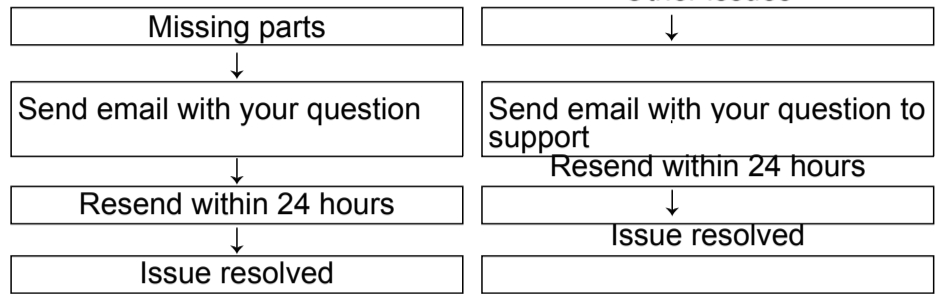 Missing parts
Send email with your question
Resend within 24 hours
Issue resolved
Send email with your question to
support
Resend within 24 hours
Issue resolved